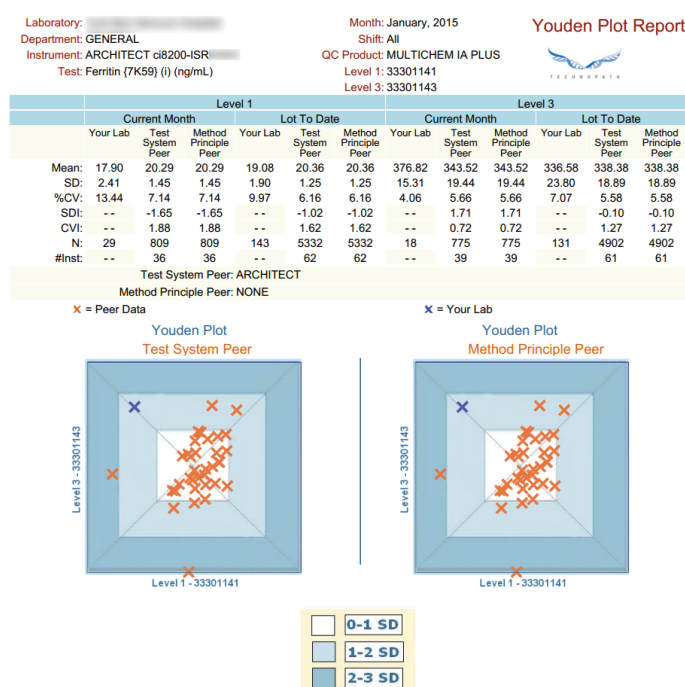 Laboratory:
Month: January, 2015
Youden Plot Report
Department: GENERAL
Shift: All
Instrument: ARCHITECT ci8200-ISR
QC Product: MULTICHEM IA PLUS
Test: Ferritin {7K59} (i) (ng/mL)
Level 1: 33301141
TECHNOPATH
Level 3: 33301143
Level 1 Level 3
Current Month Lot To Date Current Month Lot To Date
Your Lab Test System Peer Method Principle Peer Your Lab Test System Peer Method Principle Peer Your Lab Test System Peer Method Principle Peer Your Lab Test System Peer Method Principle Peer
Mean: 17.90 20.29 20.29 19.08 20.36 20.36 376.82 343.52 343.52 336.58 338.38 338.38
SD: 2.41 1.45 1.45 1.90 1.25 1.25 15.31 19.44 19.44 23.80 18.89 18.89
%CV: 13.44 7.14 7.14 9.97 6.16 6.16 4.06 5.66 5.66 7.07 5.58 5.58
SDI: - - -1.65 -1.65 - - -1.02 -1.02 - - 1.71 1.71 - - -0.10 -0.10
CVI: - - 1.88 1.88 - - 1.62 1.62 - - 0.72 0.72 - - 1.27 1.27
N: 29 809 809 143 5332 5332 18 775 775 131 4902 4902
#Inst: - - 36 36 - - 62 62 - - 39 39 - - 61 61
Test System Peer: ARCHITECT
Method Principle Peer: NONE
x = Peer Data x = Your Lab
Youden Plot
Test System Peer
Level 3 - 33301143
Level 1 - 33301141
Youden Plot
Method Principle Peer
Level 3 - 33301143
Level 1 - 33301141
0-1 SD
1-2 SD
2-3 SD